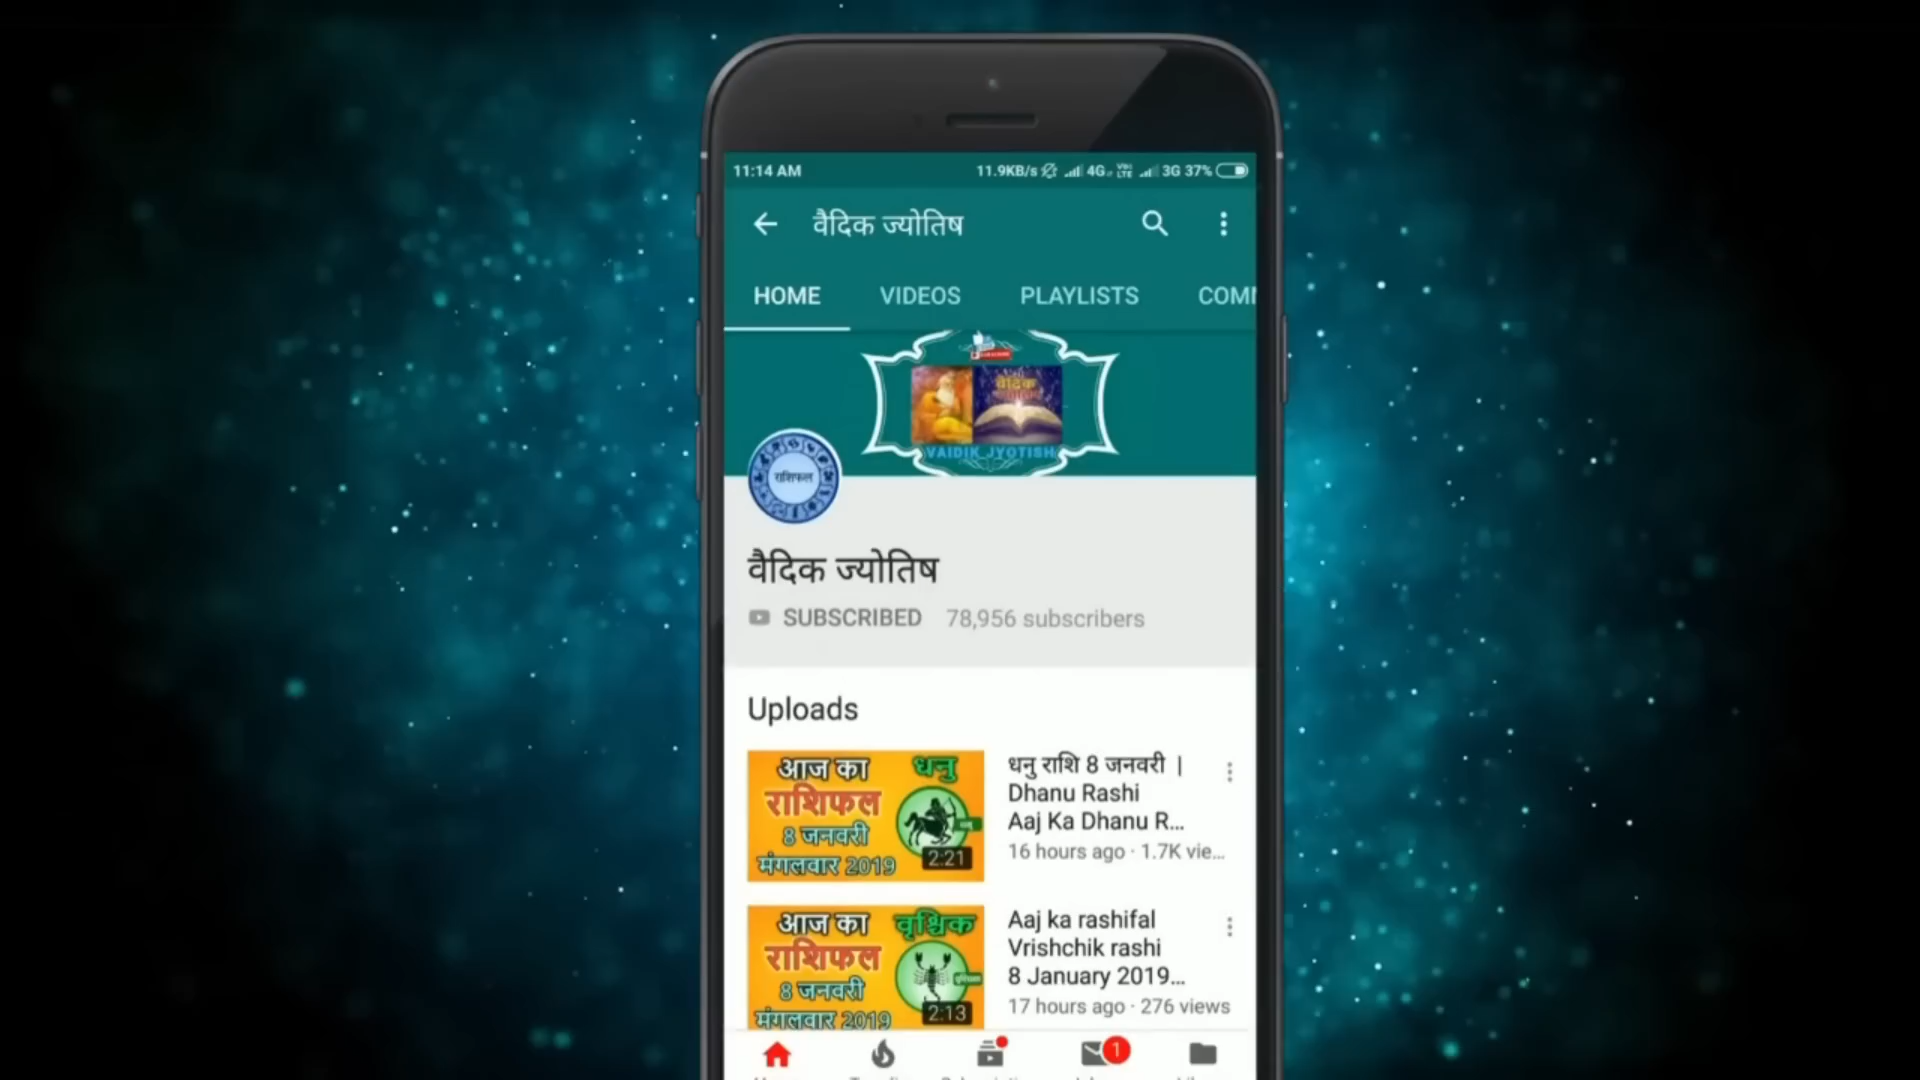 11:14 AM
11.9KB/s 4G VoLTE 3G 37%
वैदिक ज्योतिष
HOME VIDEOS PLAYLISTS COMM
वैदिक
VAIDIK JYOTISH
राशिफल
वैदिक ज्योतिष
SUBSCRIBED 78,956 subscribers
Uploads
आज का धनु
राशिफल
8 जनवरी
मंगलवार 2019
2:21
धनु राशि 8 जनवरी |
Dhanu Rashi
Aaj Ka Dhanu R...
16 hours ago · 1.7K vie...
आज का वृश्चिक
राशिफल
8 जनवरी
मंगलवार 2019
2:13
Aaj ka rashifal
Vrishchik rashi
8 January 2019...
17 hours ago · 276 views
1